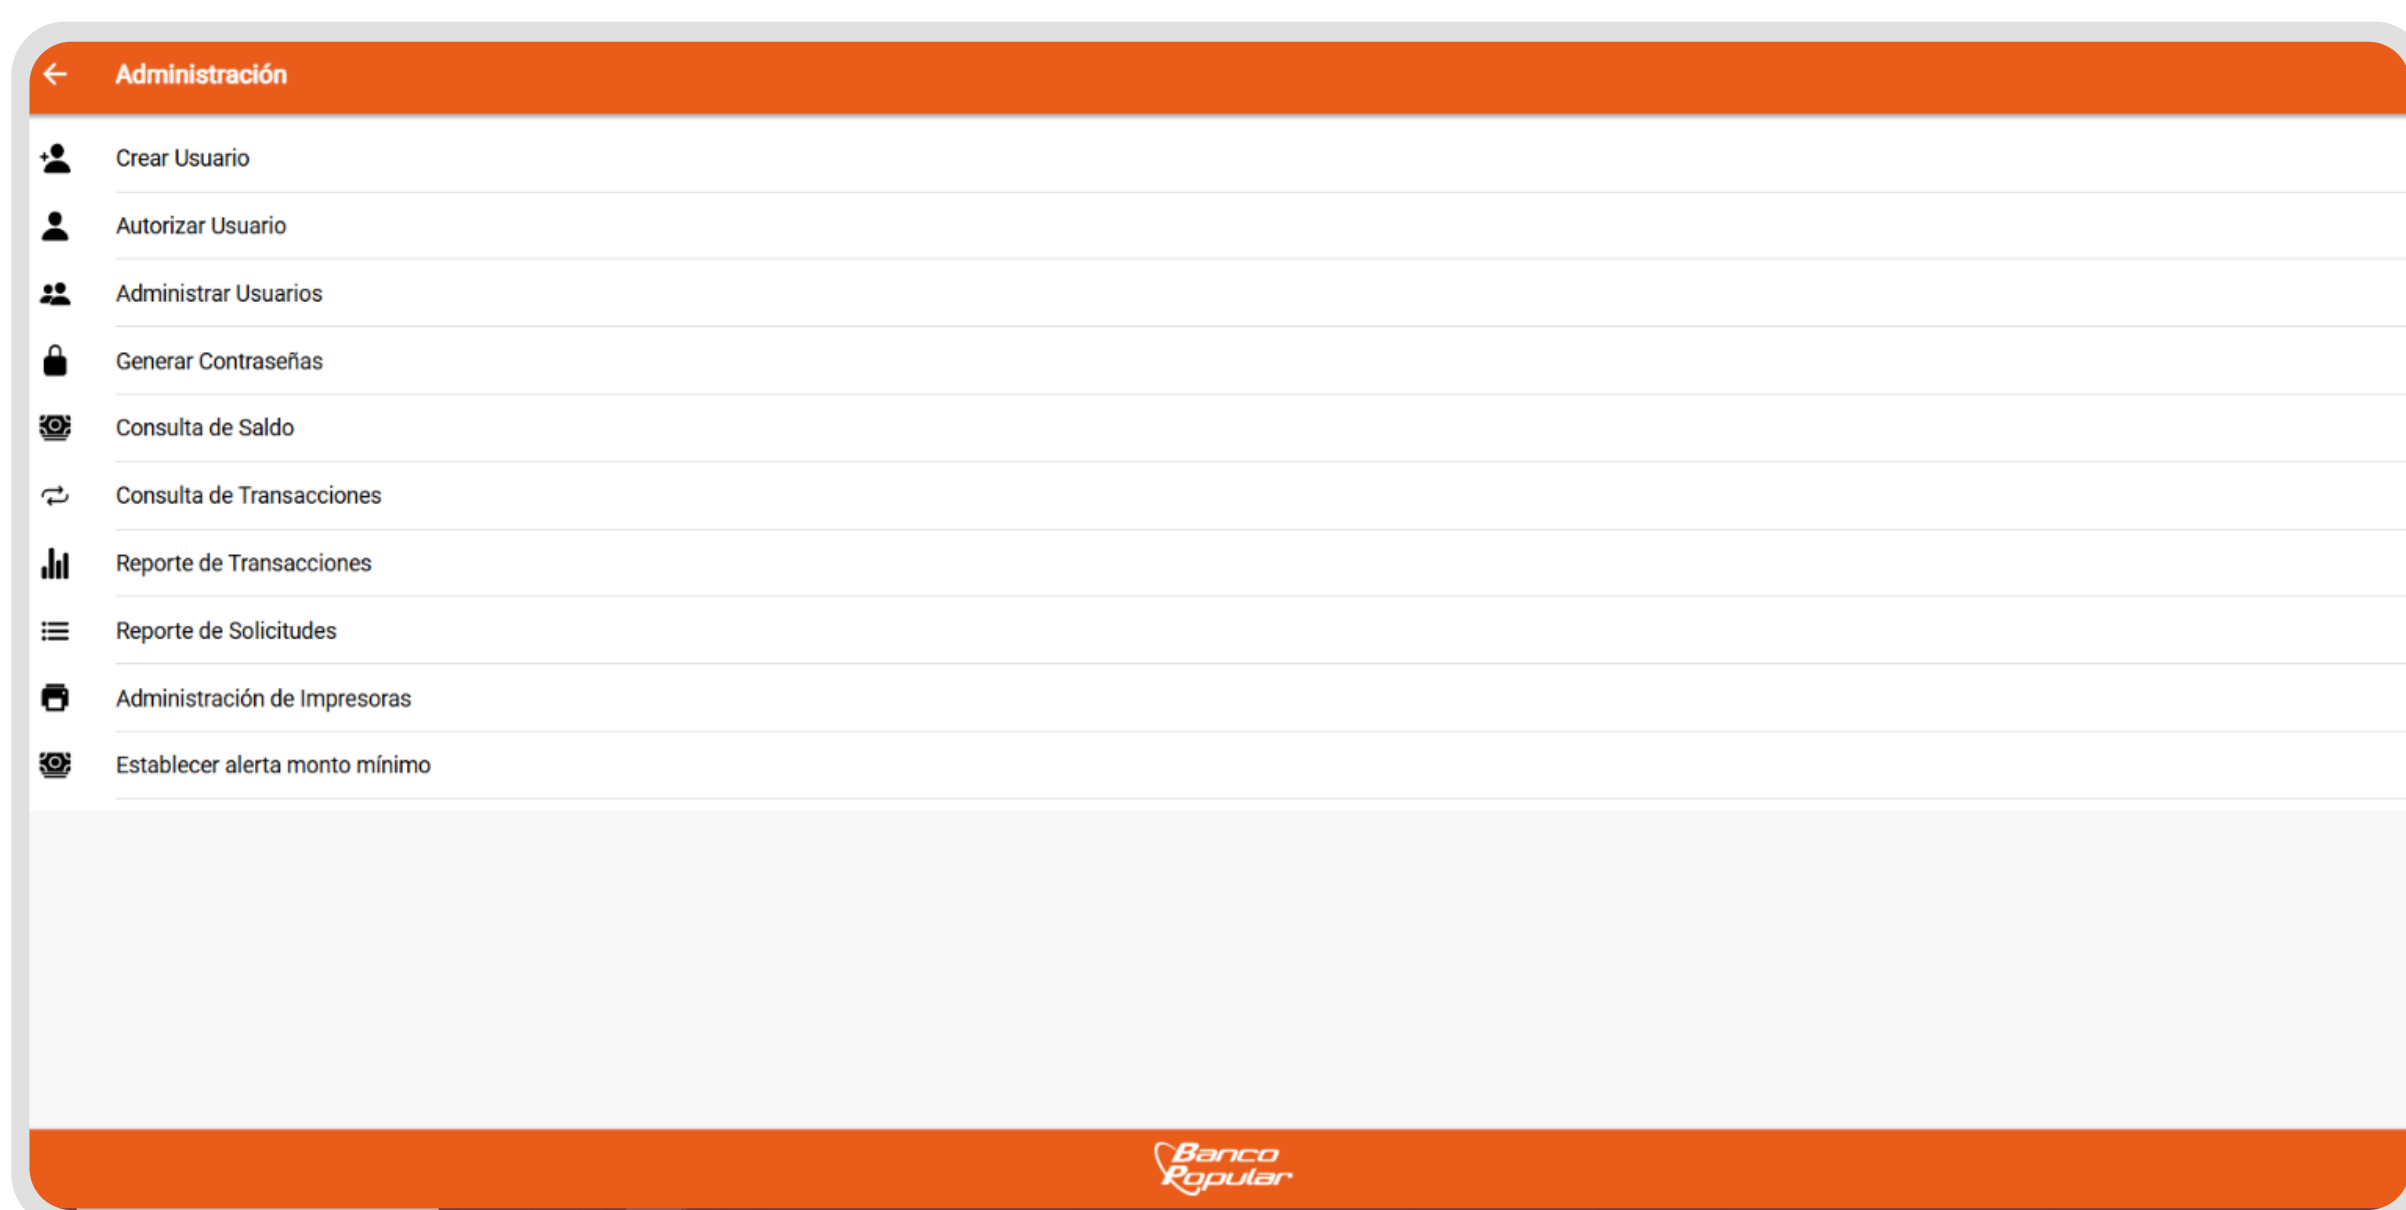 Administración
Crear Usuario
Autorizar Usuario
Administrar Usuarios
Generar Contraseñas
Consulta de Saldo
Consulta de Transacciones
Reporte de Transacciones
Reporte de Solicitudes
Administración de Impresoras
Establecer alerta monto mínimo
Banco
Popular